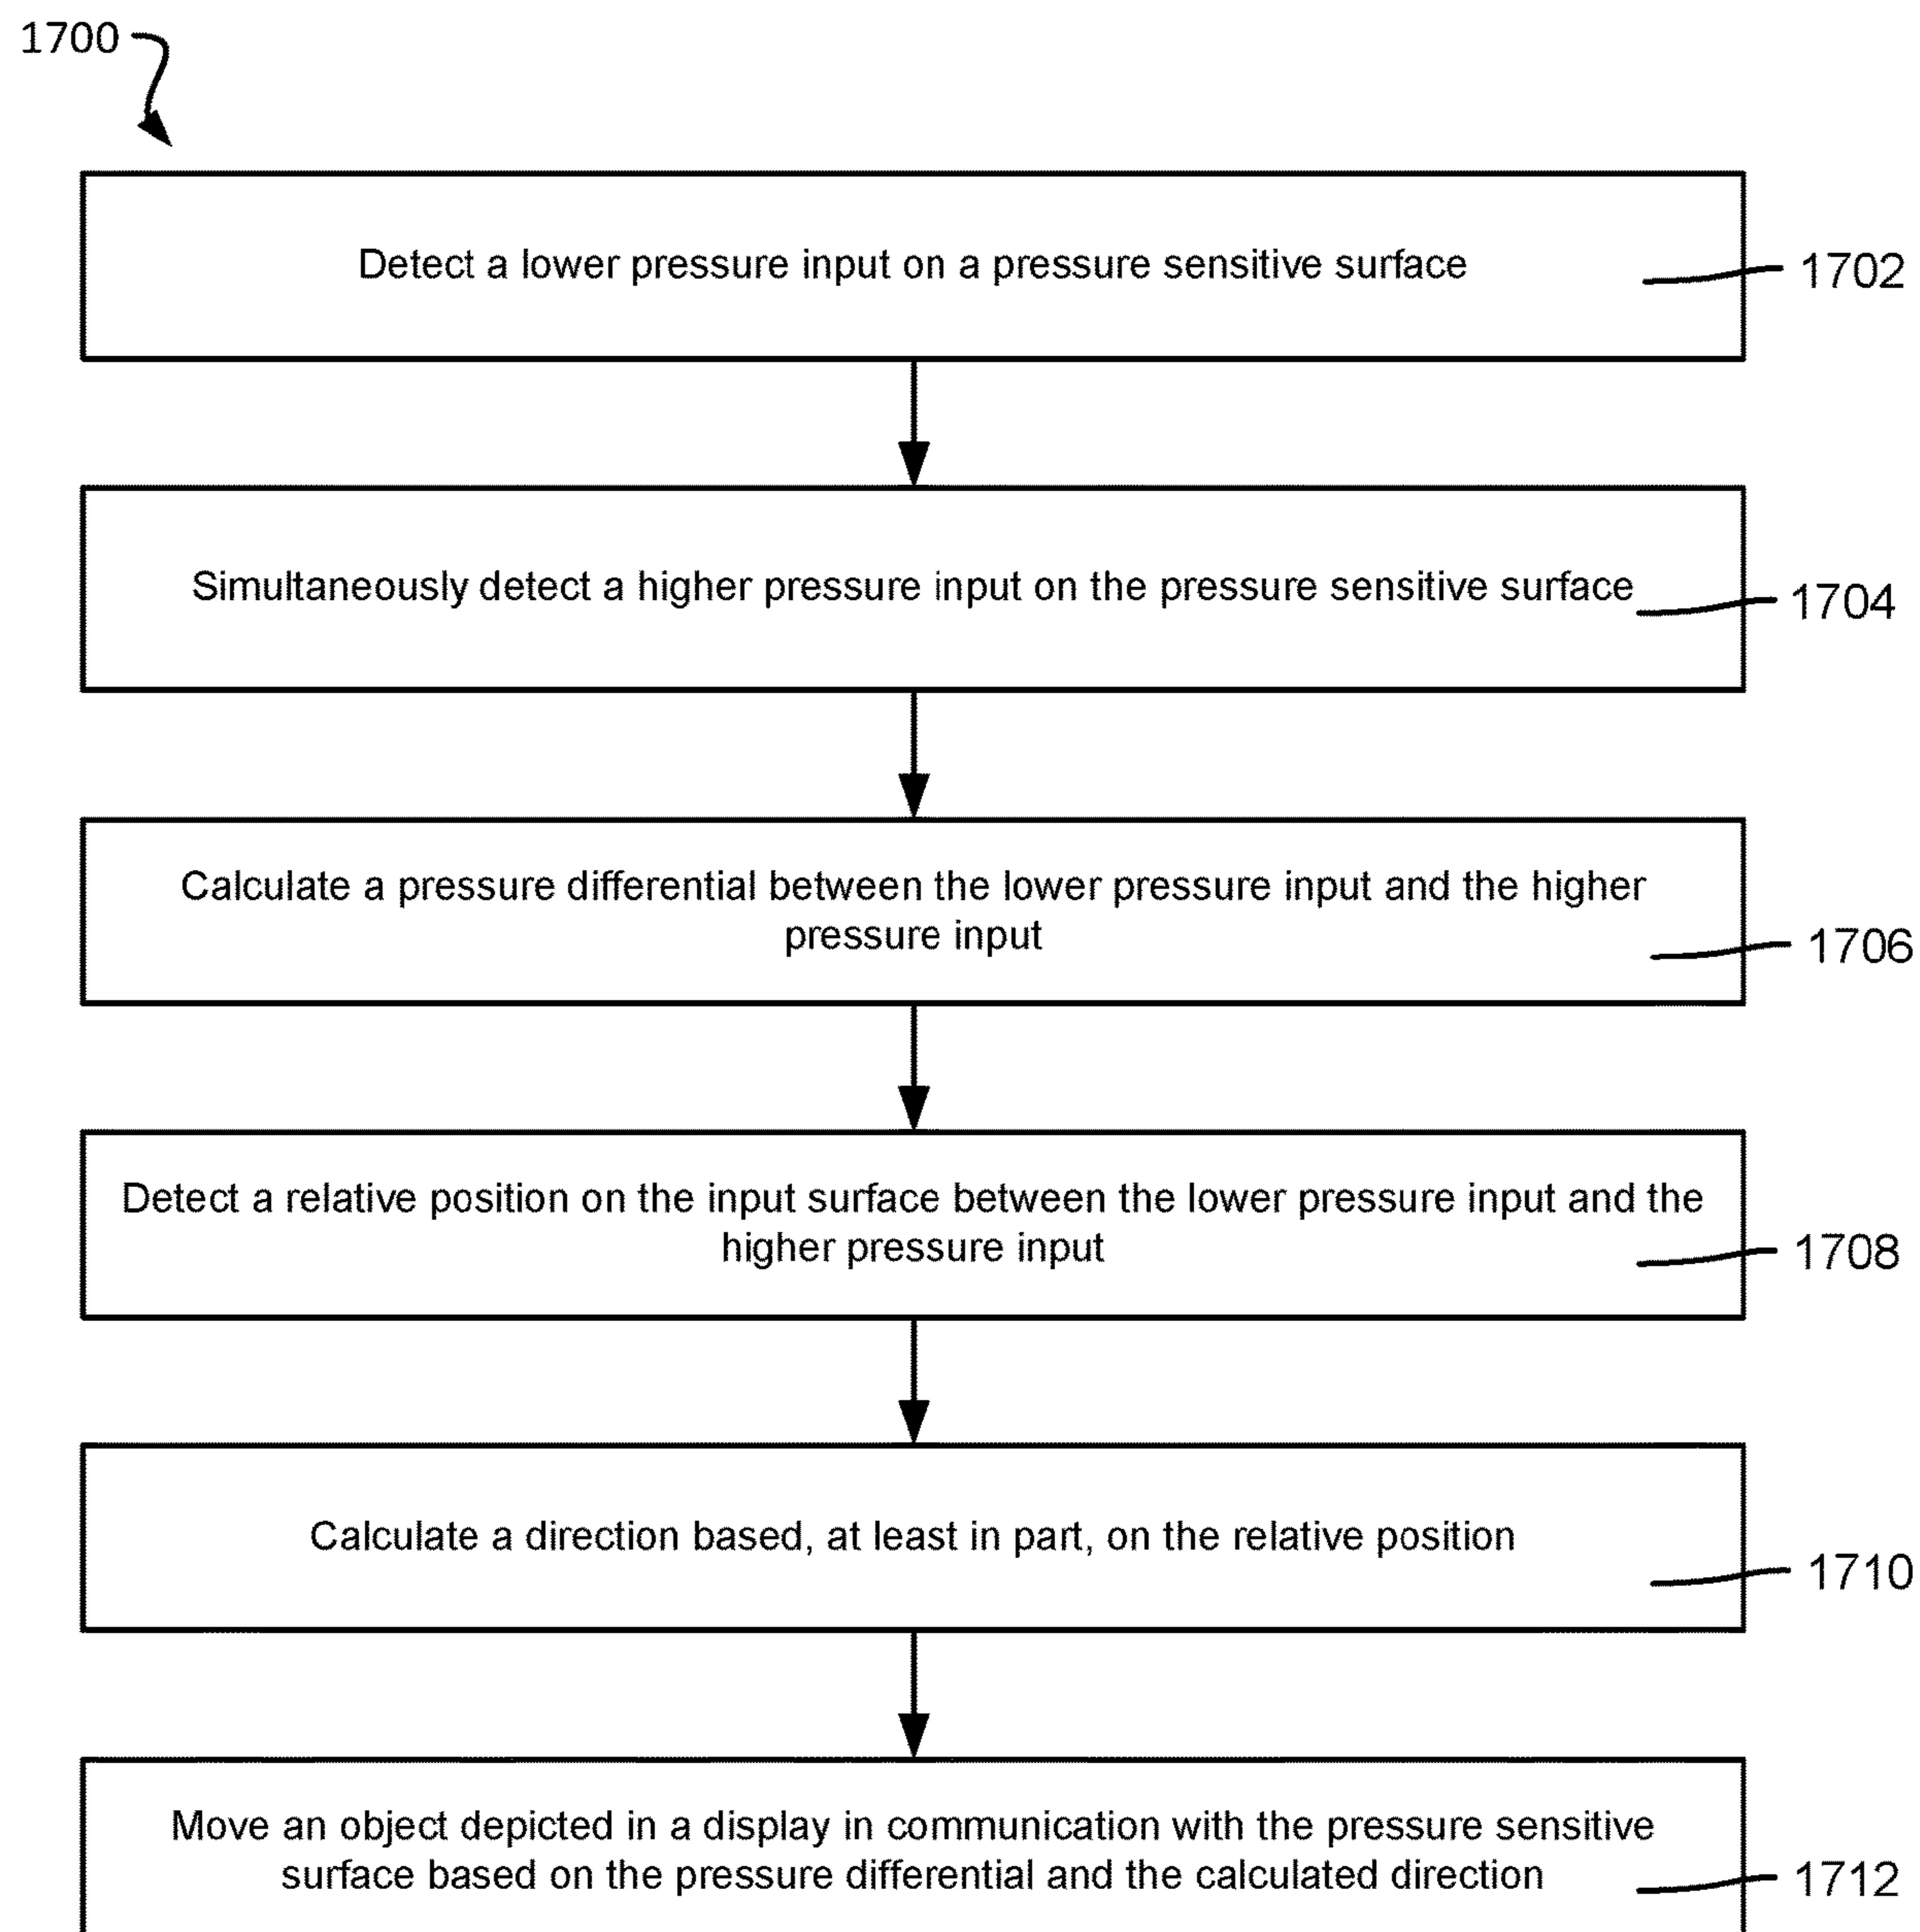 1700
Detect a lower pressure input on a pressure sensitive surface
1702
Simultaneously detect a higher pressure input on the pressure sensitive surface
1704
Calculate a pressure differential between the lower pressure input and the higher
pressure input
1706
Detect a relative position on the input surface between the lower pressure input and the
higher pressure input
1708
Calculate a direction based, at least in part, on the relative position
1710
Move an object depicted in a display in communication with the pressure sensitive
surface based on the pressure differential and the calculated direction
1712